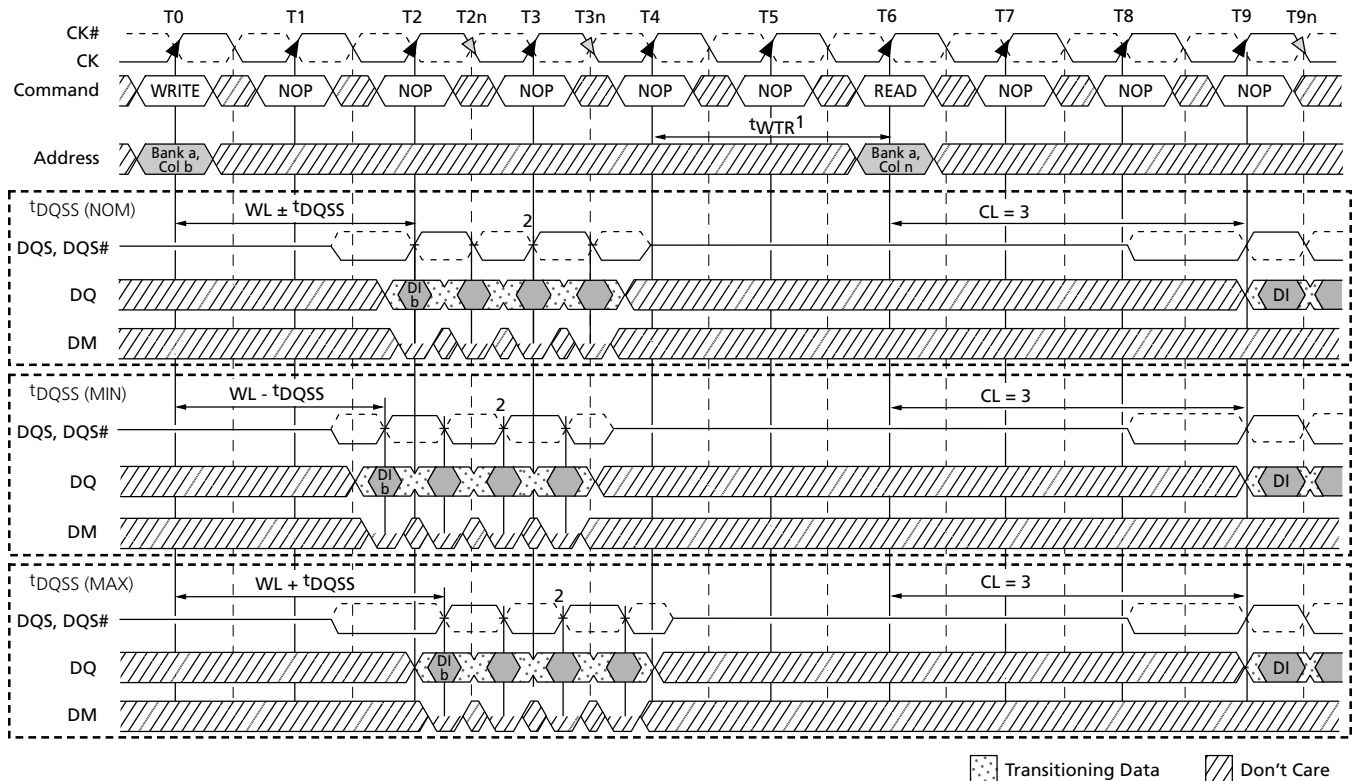 T0 T1 T2 T2n T3 T3n T4 T5 T6 T7 T8 T9 T9n
CK#
CK
Command WRITE NOP NOP NOP NOP NOP READ NOP NOP NOP
tWTR1
Address Bank a, Col b Bank a, Col n
tDQSS (NOM) WL ± tDQSS CL = 3
2
DQS, DQS#
DQ DI b DI
DM
tDQSS (MIN) WL - tDQSS CL = 3
2
DQS, DQS#
DQ DI b DI
DM
tDQSS (MAX) WL + tDQSS CL = 3
2
DQS, DQS#
DQ DI b DI
DM
Transitioning Data Don't Care